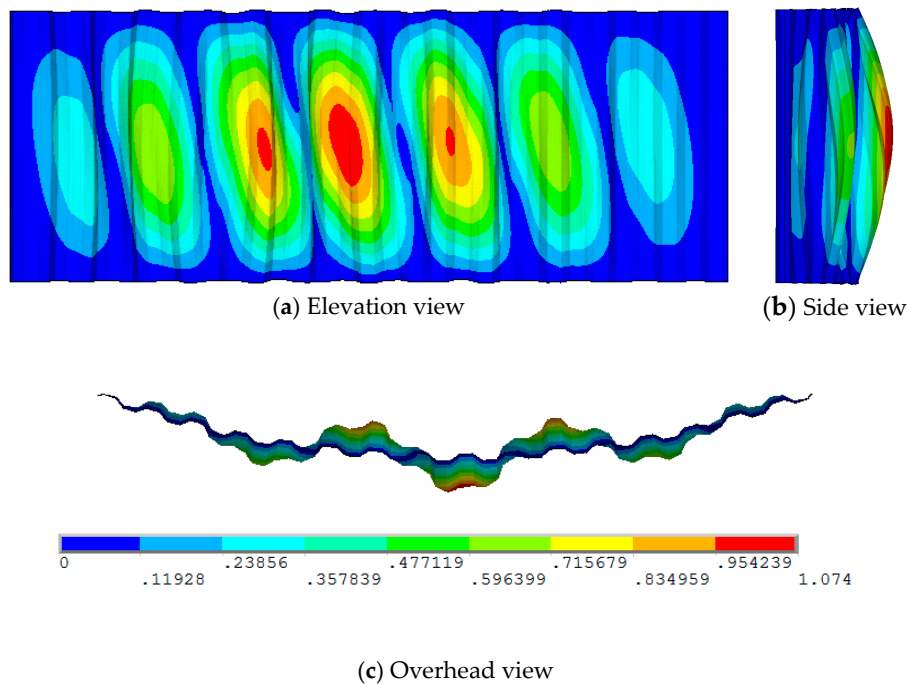 (a) Elevation view
(b) Side view
0 .23856 .477119 .715679 .954239
.11928 .357839 .596399 .834959 1.074
(c) Overhead view